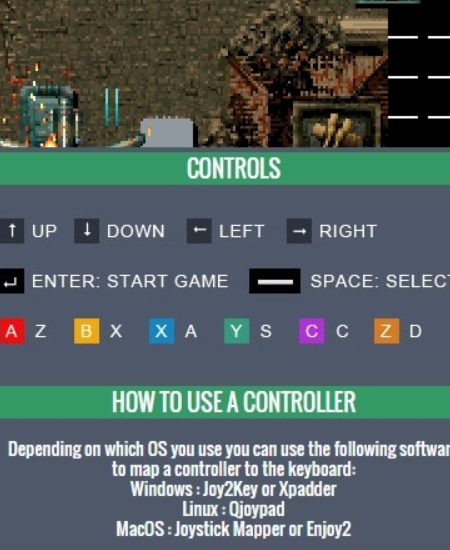 CONTROLS
↑ UP ↓ DOWN ← LEFT → RIGHT
↵ ENTER: START GAME SPACE: SELECT
A Z B X X A Y S C C Z D
HOW TO USE A CONTROLLER
Depending on which OS you use you can use the following softwar
to map a controller to the keyboard:
Windows : Joy2Key or Xpadder
Linux : Qjoypad
MacOS : Joystick Mapper or Enjoy2